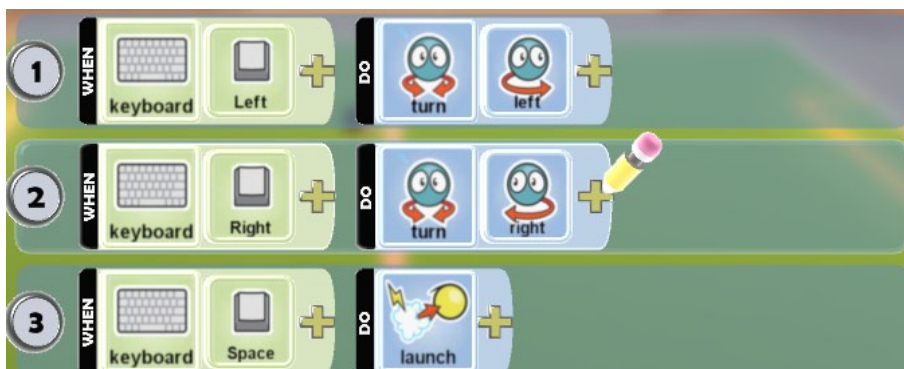 1 WHEN keyboard Left DO turn left
2 WHEN keyboard Right DO turn right
3 WHEN keyboard Space DO launch